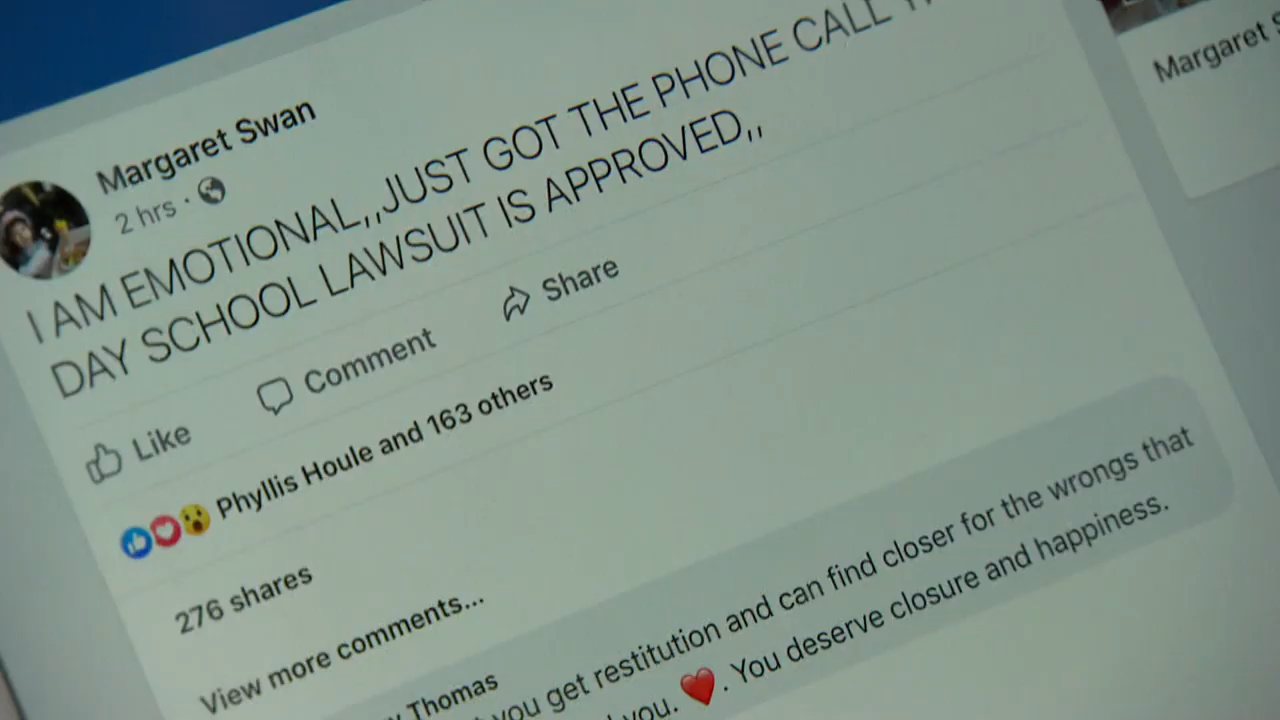 Margaret Swan
2 hrs ·
I AM EMOTIONAL,,JUST GOT THE PHONE CALL
DAY SCHOOL LAWSUIT IS APPROVED,,
Like Comment Share
Phyllis Houle and 163 others
276 shares
View more comments...
Thomas
you get restitution and can find closer for the wrongs that
you. ❤️. You deserve closure and happiness.
Margaret